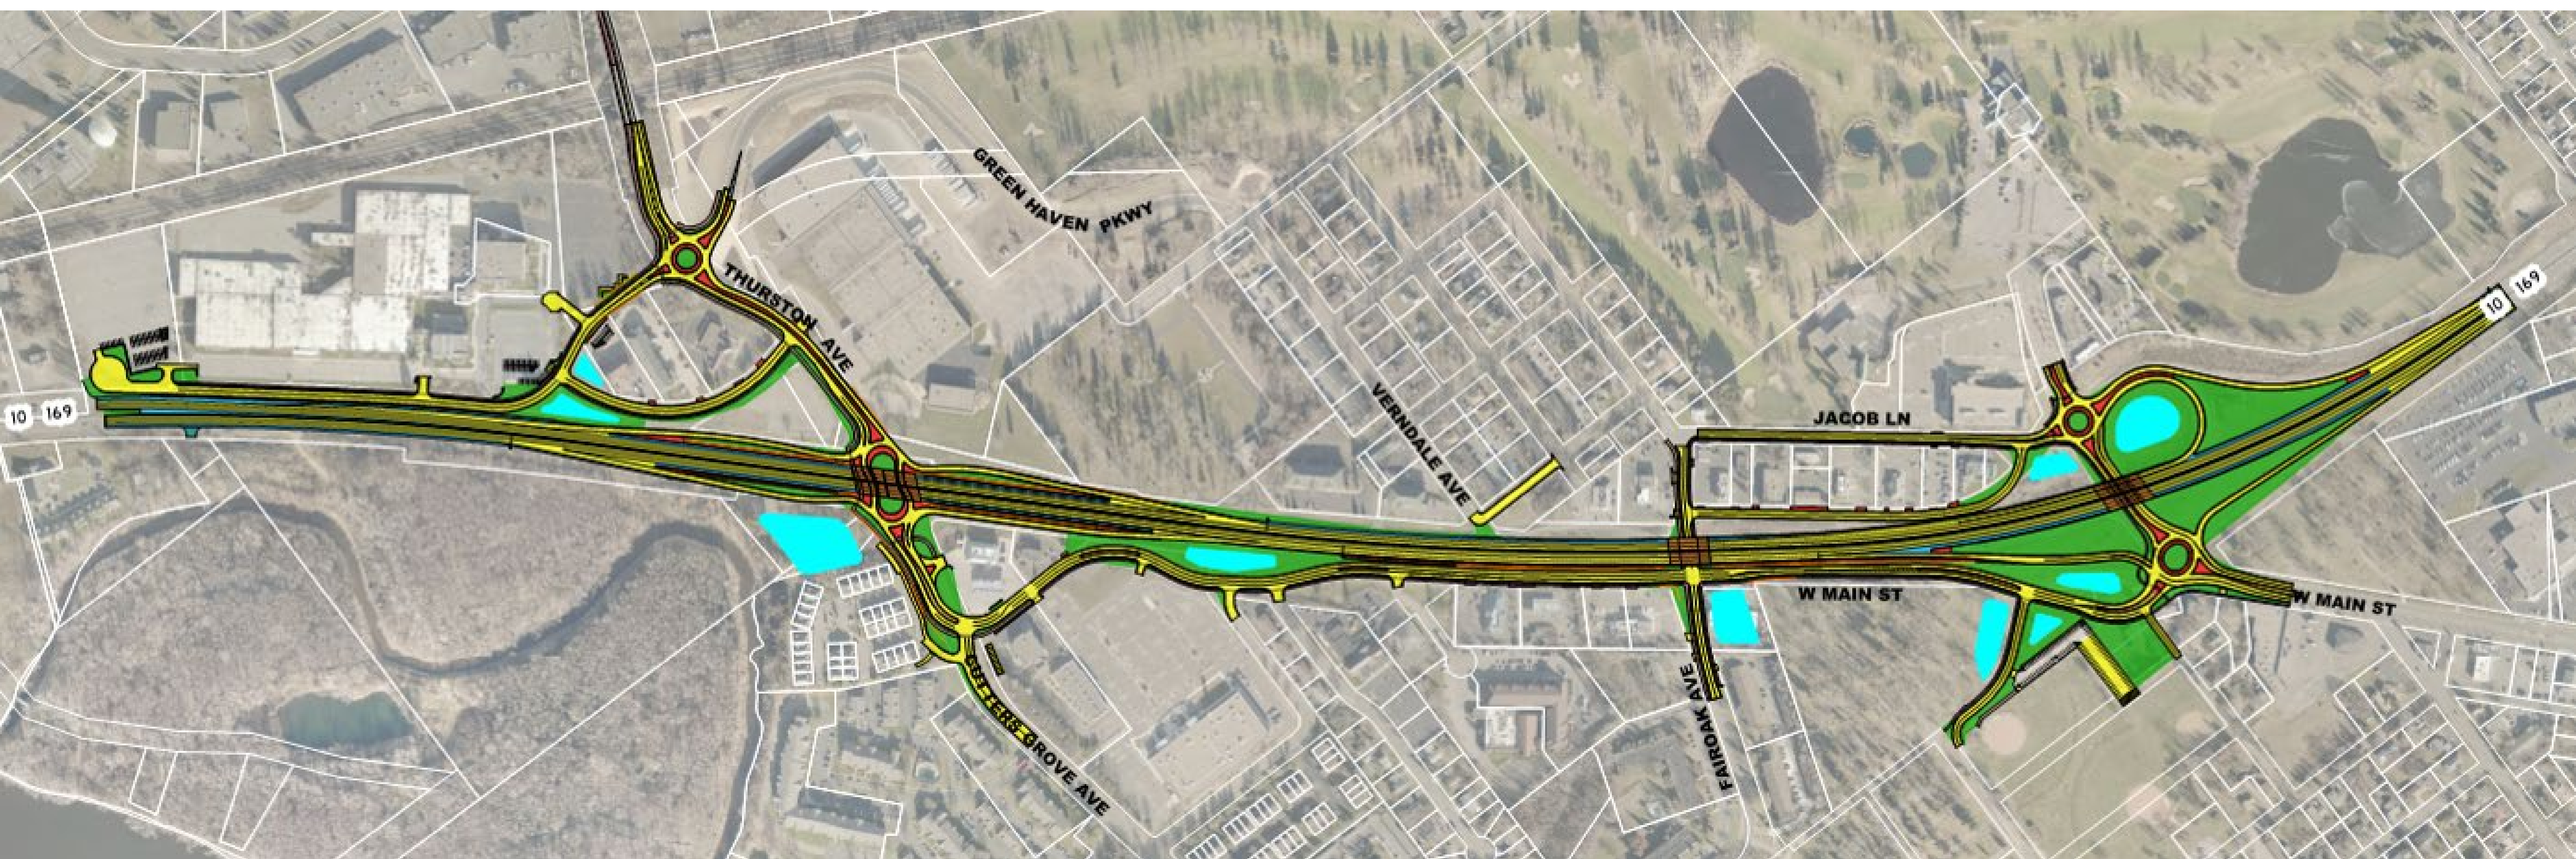 GREEN HAVEN PKWY
THURSTON AVE
10 169
10 169
VERNDALE AVE
JACOB LN
W MAIN ST
W MAIN ST
FAIROAK AVE
GROVE AVE